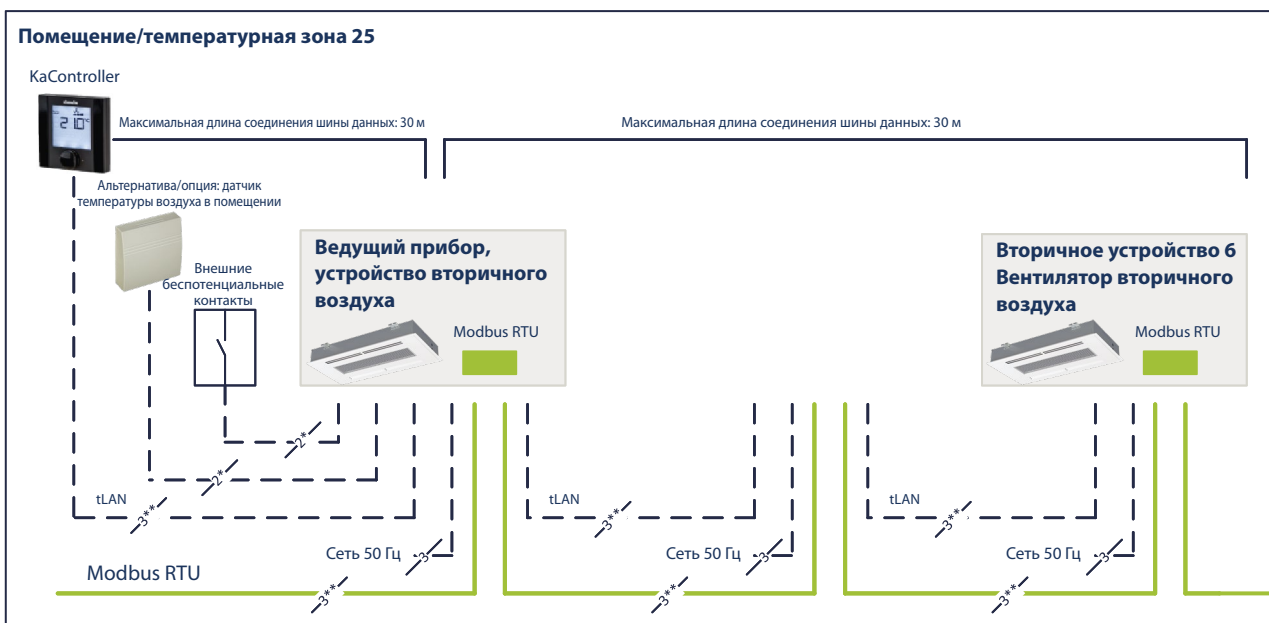 Помещение/температурная зона 25
KaController
21.0°C
Максимальная длина соединения шины данных: 30 м
Максимальная длина соединения шины данных: 30 м
Альтернатива/опция: датчик
температуры воздуха в помещении
Внешние
беспотенциальные
контакты
Ведущий прибор,
устройство вторичного
воздуха
Modbus RTU
Вторичное устройство 6
Вентилятор вторичного
воздуха
Modbus RTU
2*
2*
tLAN
3**
tLAN
3**
tLAN
3**
Сеть 50 Гц
3
Сеть 50 Гц
3
Сеть 50 Гц
3
Modbus RTU
3**
3**
3**